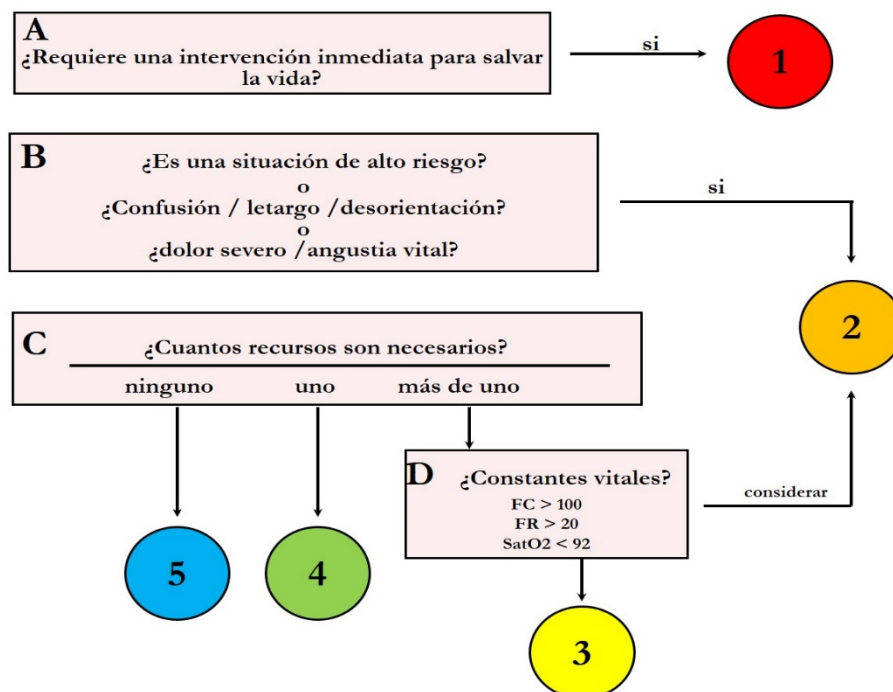 A
¿Requiere una intervención inmediata para salvar
la vida?
si
1
B
¿Es una situación de alto riesgo?
o
¿Confusión / letargo /desorientación?
o
¿dolor severo /angustia vital?
si
2
C
¿Cuantos recursos son necesarios?
ninguno uno más de uno
D
¿Constantes vitales?
FC > 100
FR > 20
SatO2 < 92
considerar
5
4
3